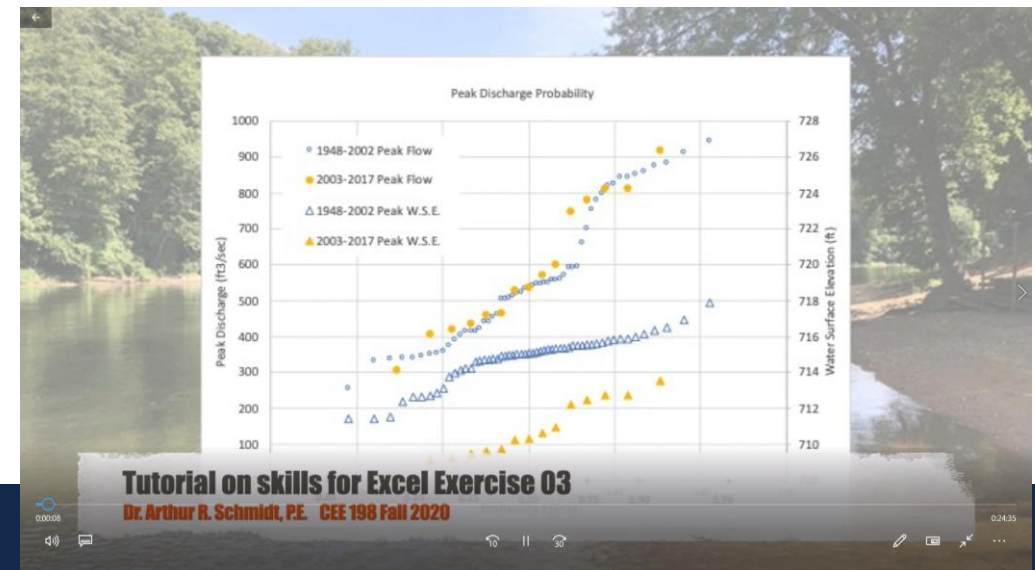 Peak Discharge Probability
1000
900
800
700
600
500
400
300
200
100
Peak Discharge (ft3/sec)
1948-2002 Peak Flow
2003-2017 Peak Flow
1948-2002 Peak W.S.E.
2003-2017 Peak W.S.E.
728
726
724
722
720
718
716
714
712
710
Water Surface Elevation (ft)
Tutorial on skills for Excel Exercise 03
Dr. Arthur R. Schmidt, P.E. CEE 198 Fall 2020
0:00:08
0:24:35
10
30